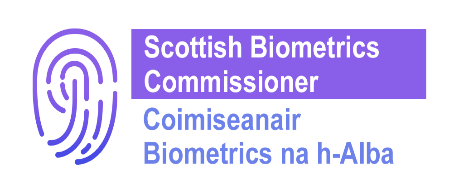 Scottish Biometrics
Commissioner
Coimiseanair
Biometrics na h-Alba